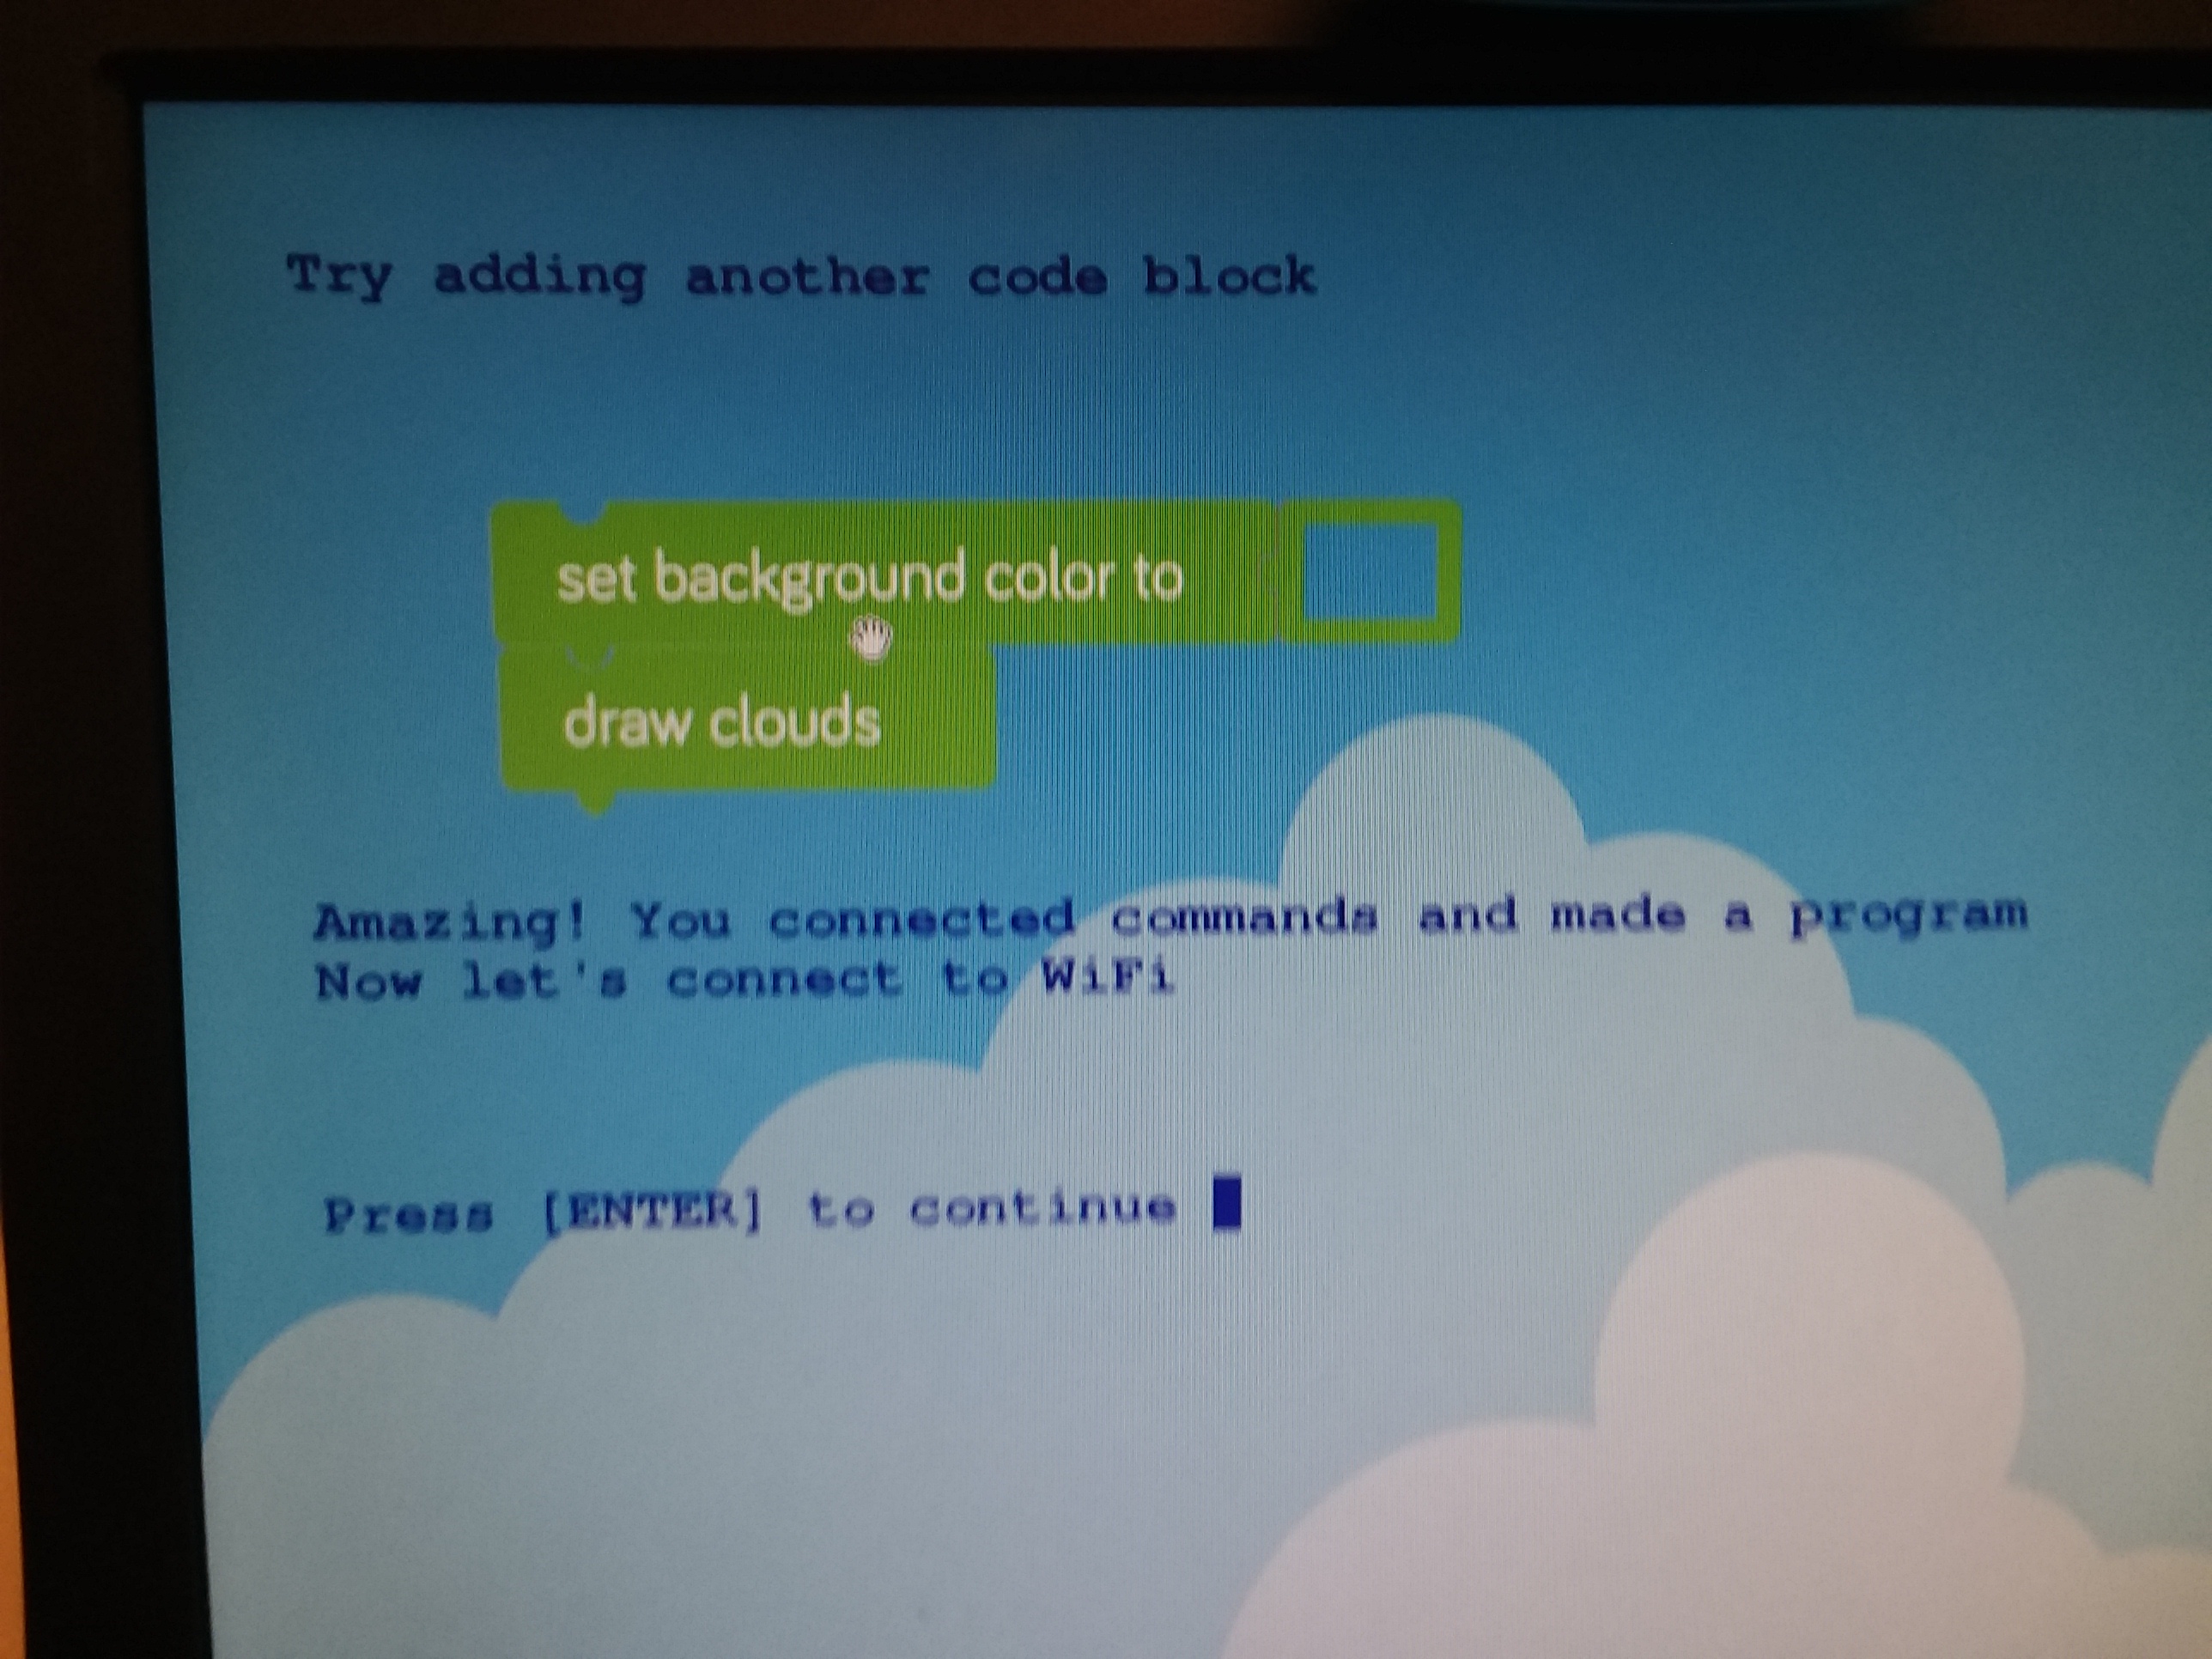 Try adding another code block
set background color to
draw clouds
Amazing! You connected commands and made a program
Now let's connect to WiFi
Press [ENTER] to continue